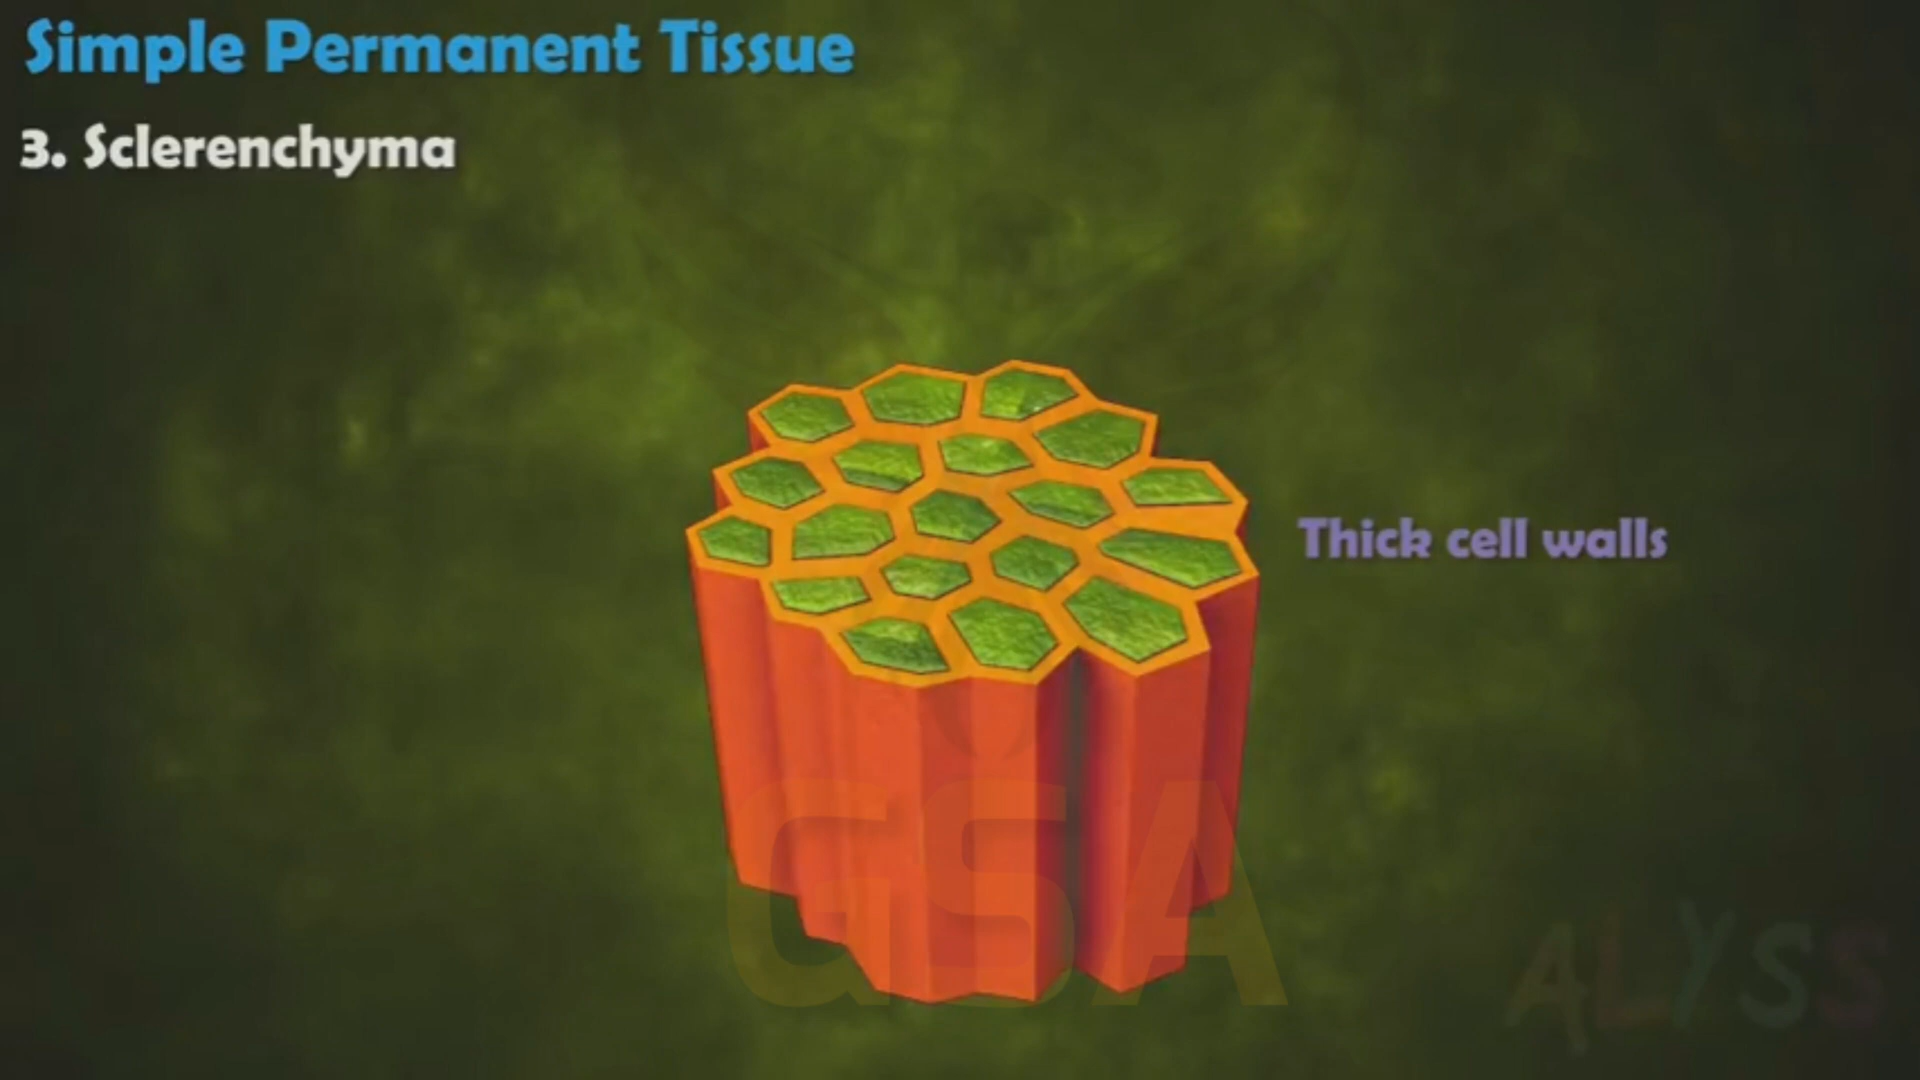 Simple Permanent Tissue
3. Sclerenchyma
Thick cell walls
GSA
ALYSS